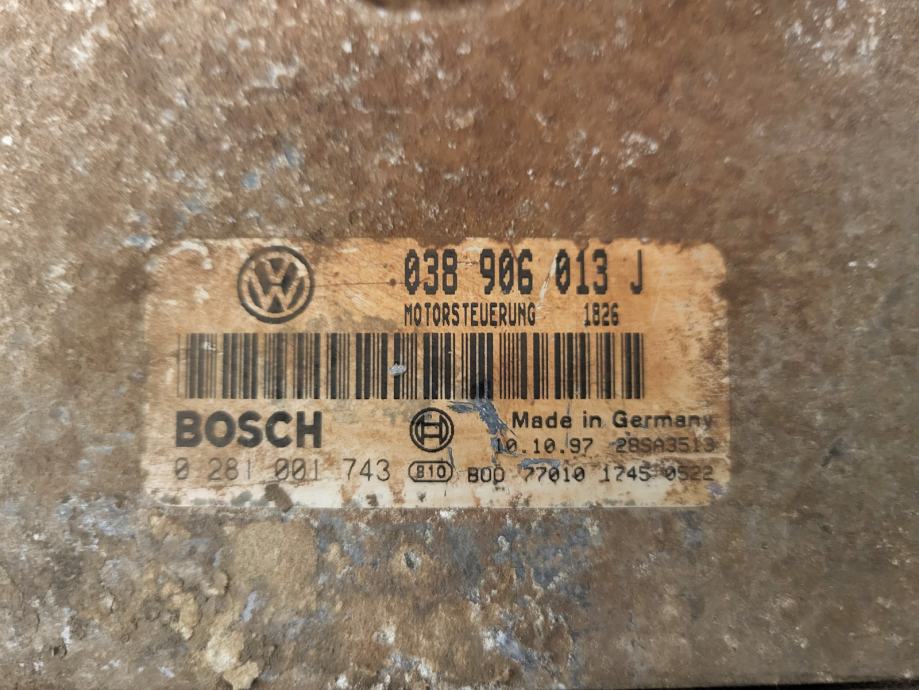 038 906 013 J
MOTORSTEUERUNG 1826
BOSCH
Made in Germany
10.10.97 28SA3513
0 281 001 743 810 BOD 77010 1745 0522